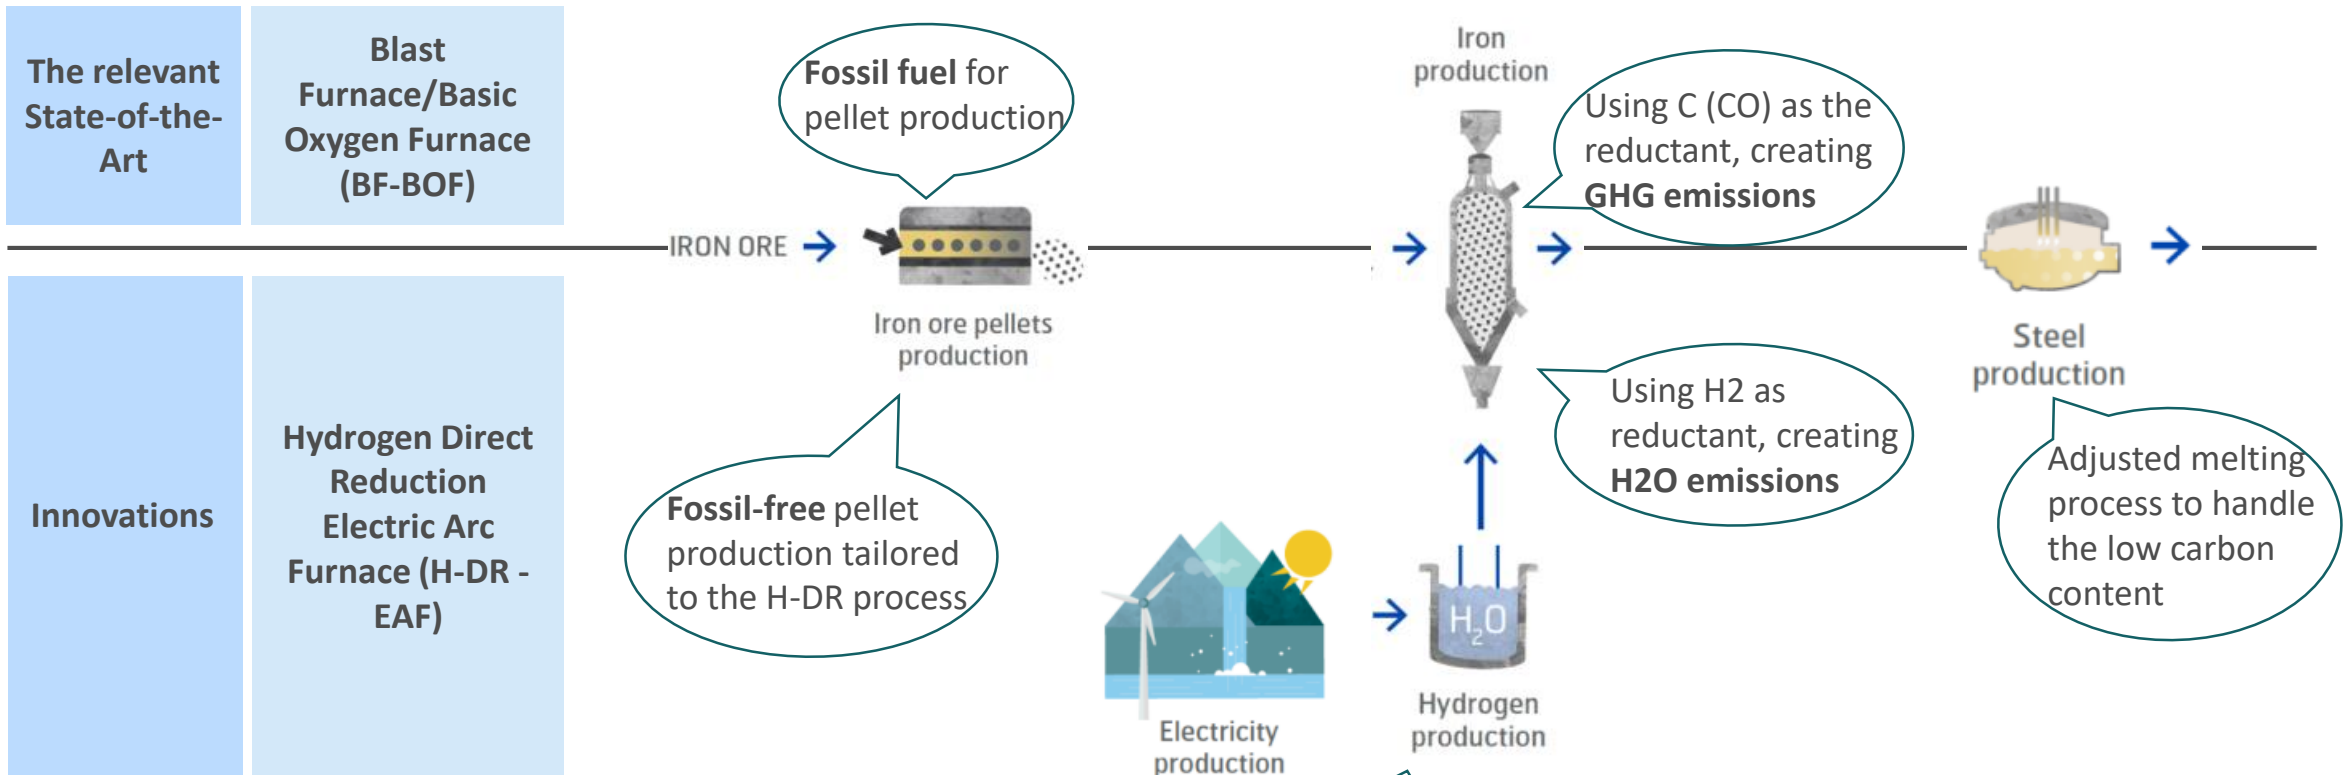 The relevant
State-of-the-
Art
Blast
Furnace/Basic
Oxygen Furnace
(BF-BOF)
Fossil fuel for
pellet production
Iron
production
Using C (CO) as the
reductant, creating
GHG emissions
IRON ORE
Iron ore pellets
production
Steel
production
Innovations
Hydrogen Direct
Reduction
Electric Arc
Furnace (H-DR -
EAF)
Fossil-free pellet
production tailored
to the H-DR process
Using H2 as
reductant, creating
H2O emissions
Adjusted melting
process to handle
the low carbon
content
H₂O
Electricity
production
Hydrogen
production